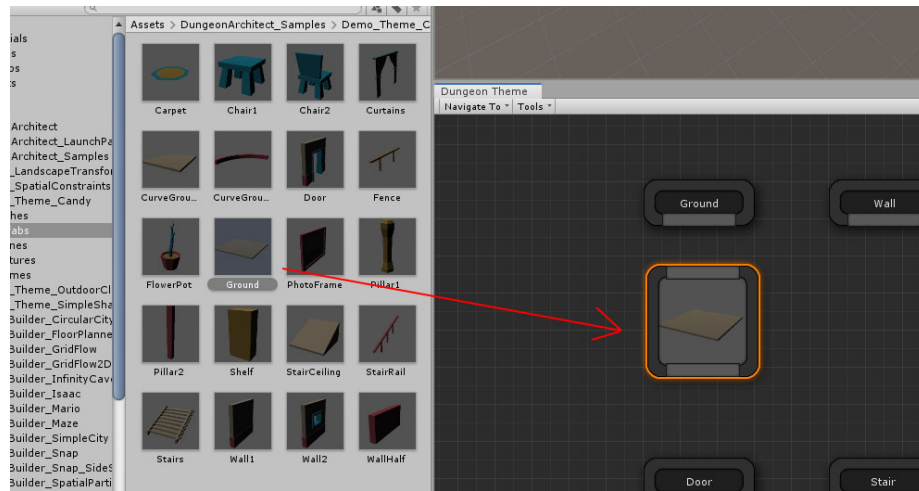 Assets > DungeonArchitect_Samples > Demo_Theme_C
ials
s
os
ts
Architect
Architect_LaunchPa
Architect_Samples
_LandscapeTransfor
_SpatialConstraints
_Theme_Candy
hes
abs
nes
tures
mes
_Theme_OutdoorCl
_Theme_SimpleSha
Builder_CircularCity
Builder_FloorPlanne
Builder_GridFlow
Builder_GridFlow2D
Builder_InfinityCave
Builder_Isaac
Builder_Mario
Builder_Maze
Builder_SimpleCity
Builder_Snap
Builder_Snap_SideS
Builder_SpatialParti
Carpet Chair1 Chair2 Curtains
CurveGrou... CurveGrou... Door Fence
FlowerPot Ground PhotoFrame Pillar1
Pillar2 Shelf StairCeiling StairRail
Stairs Wall1 Wall2 WallHalf
Dungeon Theme
Navigate To Tools
Ground Wall
Door Stair